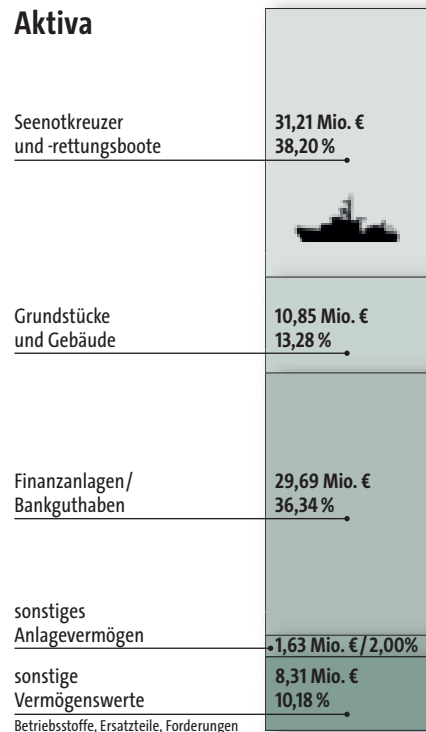 Aktiva
Seenotkreuzer
und -rettungsboote
31,21 Mio. €
38,20 %
Grundstücke
und Gebäude
10,85 Mio. €
13,28 %
Finanzanlagen/
Bankguthaben
29,69 Mio. €
36,34 %
sonstiges
Anlagevermögen
1,63 Mio. €/2,00%
sonstige
Vermögenswerte
Betriebsstoffe, Ersatzteile, Forderungen
8,31 Mio. €
10,18 %